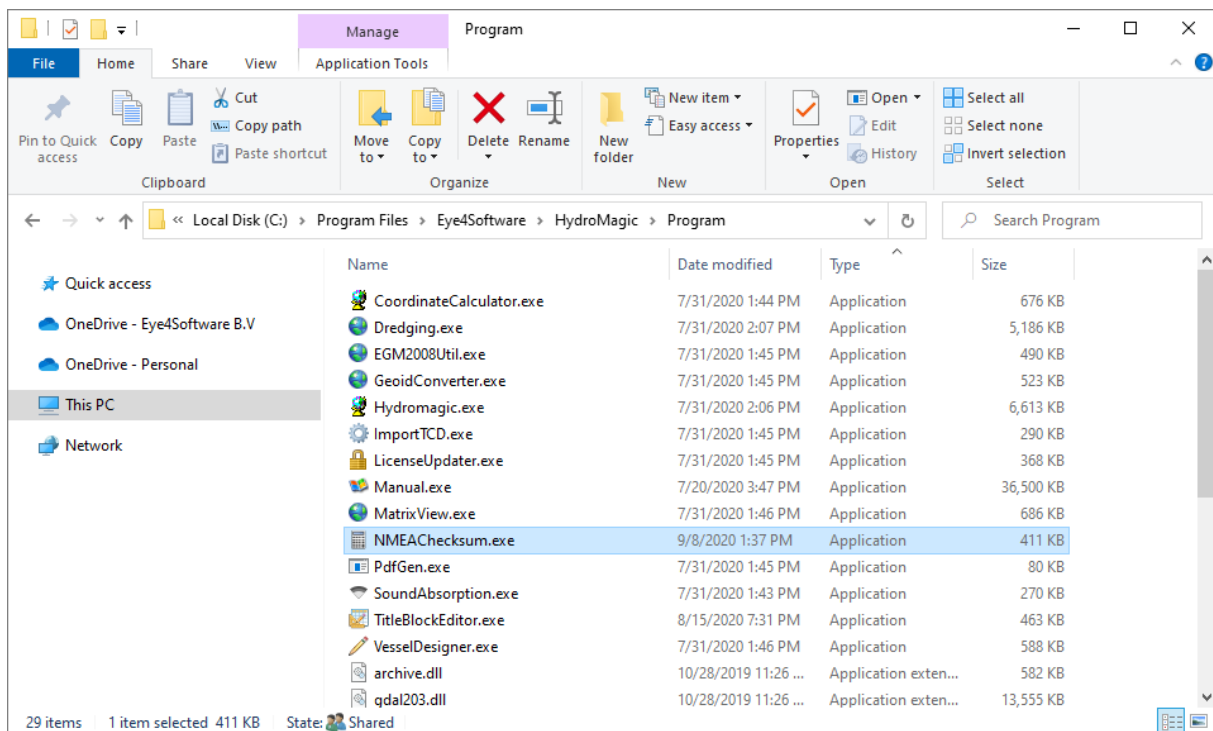 Manage Program
File Home Share View Application Tools
Pin to Quick access
Copy
Paste
Cut
Copy path
Paste shortcut
Clipboard
Move to
Copy to
Delete
Rename
Organize
New folder
New item
Easy access
New
Properties
Open
Edit
History
Open
Select all
Select none
Invert selection
Select
« Local Disk (C:) > Program Files > Eye4Software > HydroMagic > Program
Search Program
Quick access
OneDrive - Eye4Software B.V
OneDrive - Personal
This PC
Network
Name Date modified Type Size
CoordinateCalculator.exe 7/31/2020 1:44 PM Application 676 KB
Dredging.exe 7/31/2020 2:07 PM Application 5,186 KB
EGM2008Util.exe 7/31/2020 1:45 PM Application 490 KB
GeoidConverter.exe 7/31/2020 1:45 PM Application 523 KB
Hydromagic.exe 7/31/2020 2:06 PM Application 6,613 KB
ImportTCD.exe 7/31/2020 1:45 PM Application 290 KB
LicenseUpdater.exe 7/31/2020 1:45 PM Application 368 KB
Manual.exe 7/20/2020 3:47 PM Application 36,500 KB
MatrixView.exe 7/31/2020 1:46 PM Application 686 KB
NMEAChecksum.exe 9/8/2020 1:37 PM Application 411 KB
PdfGen.exe 7/31/2020 1:45 PM Application 80 KB
SoundAbsorption.exe 7/31/2020 1:43 PM Application 270 KB
TitleBlockEditor.exe 8/15/2020 7:31 PM Application 463 KB
VesselDesigner.exe 7/31/2020 1:46 PM Application 588 KB
archive.dll 10/28/2019 11:26 ... Application exten... 582 KB
gdal203.dll 10/28/2019 11:26 ... Application exten... 13,555 KB
29 items 1 item selected 411 KB State: Shared